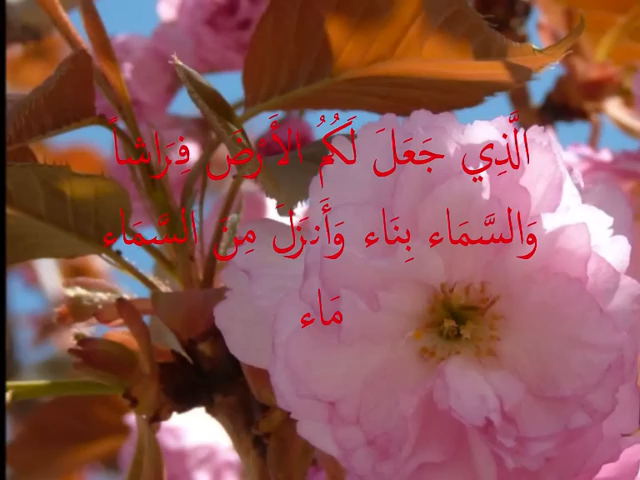 الَّذِي جَعَلَ لَكُمُ الأَرْضَ فِرَاشاً
وَالسَّمَاء بِنَاء وَأَنزَلَ مِنَ السَّمَاء
مَاء